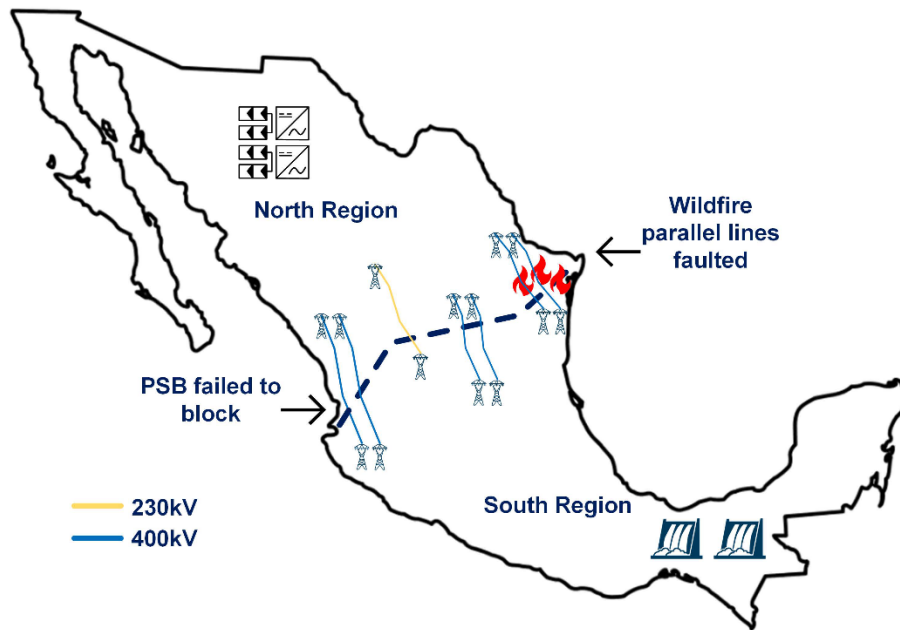 North Region
Wildfire
parallel lines
faulted
PSB failed to
block
South Region
230kV
400kV